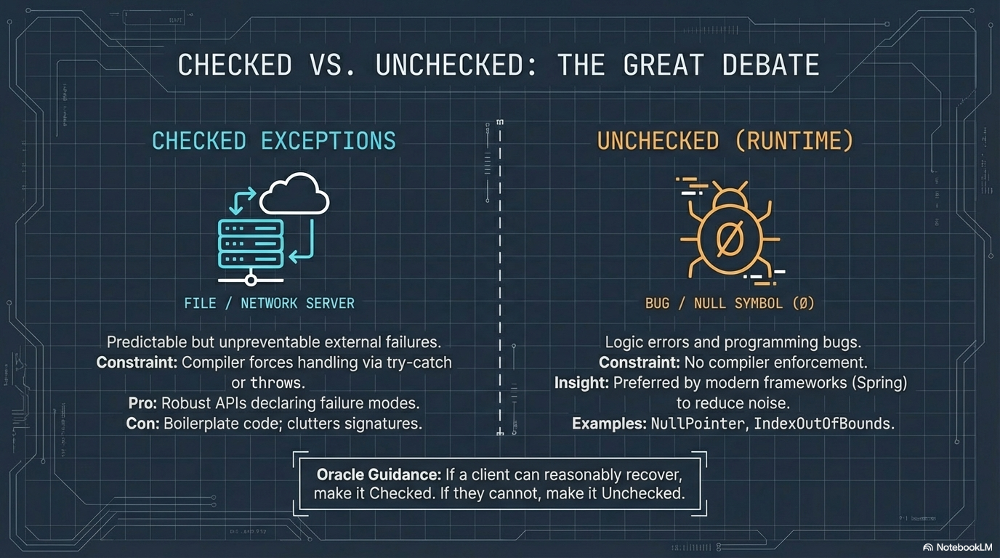 CHECKED VS. UNCHECKED: THE GREAT DEBATE
CHECKED EXCEPTIONS
FILE / NETWORK SERVER
Predictable but unpreventable external failures.
Constraint: Compiler forces handling via try-catch
or throws.
Pro: Robust APIs declaring failure modes.
Con: Boilerplate code; clutters signatures.
UNCHECKED (RUNTIME)
Ø
BUG / NULL SYMBOL (Ø)
Logic errors and programming bugs.
Constraint: No compiler enforcement.
Insight: Preferred by modern frameworks (Spring)
to reduce noise.
Examples: NullPointer, IndexOutOfBounds.
Oracle Guidance: If a client can reasonably recover,
make it Checked. If they cannot, make it Unchecked.
NotebookLM